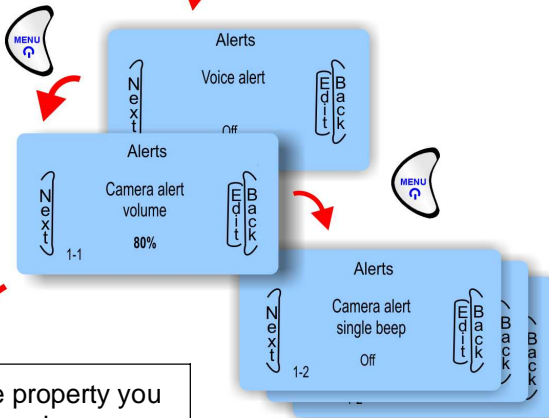 MENU
Alerts
Voice alert
Off
Next
Edit
Back
Alerts
Camera alert
volume
80%
Next
1-1
Edit
Back
MENU
Alerts
Camera alert
single beep
Off
Next
1-2
Edit
Back
Back
Back
e property you